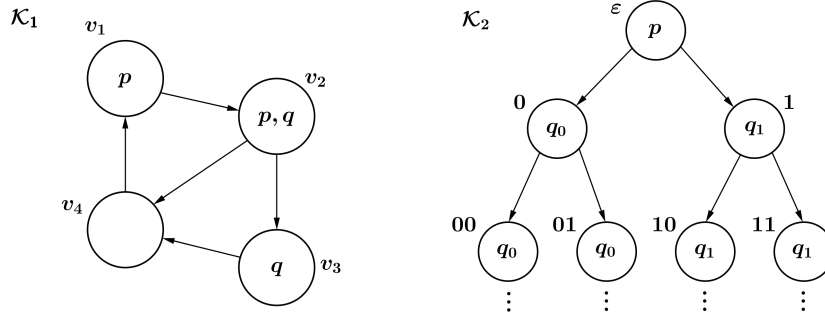 𝒦₁
v₁
p
v₂
p, q
v₄
q
v₃
𝒦₂
ε
p
0
q₀
1
q₁
00
q₀
01
q₀
10
q₁
11
q₁
⋮ ⋮ ⋮ ⋮